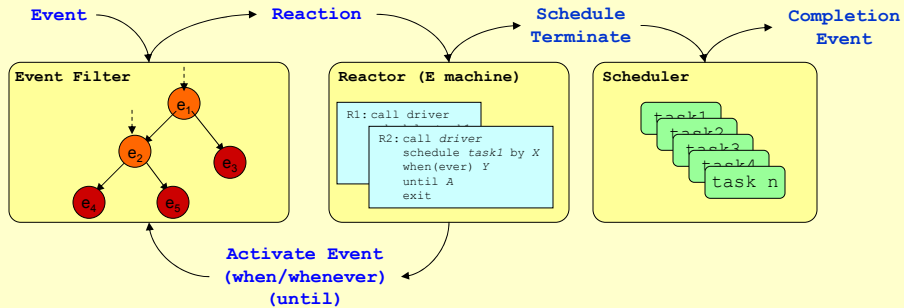 Event
Reaction
Schedule
Terminate
Completion
Event
Event Filter
e1
e2
e3
e4
e5
Reactor (E machine)
R1: call driver
R2: call driver
schedule task1 by X
when(ever) Y
until A
exit
Scheduler
task1
task2
task3
task4
task n
Activate Event
(when/whenever)
(until)